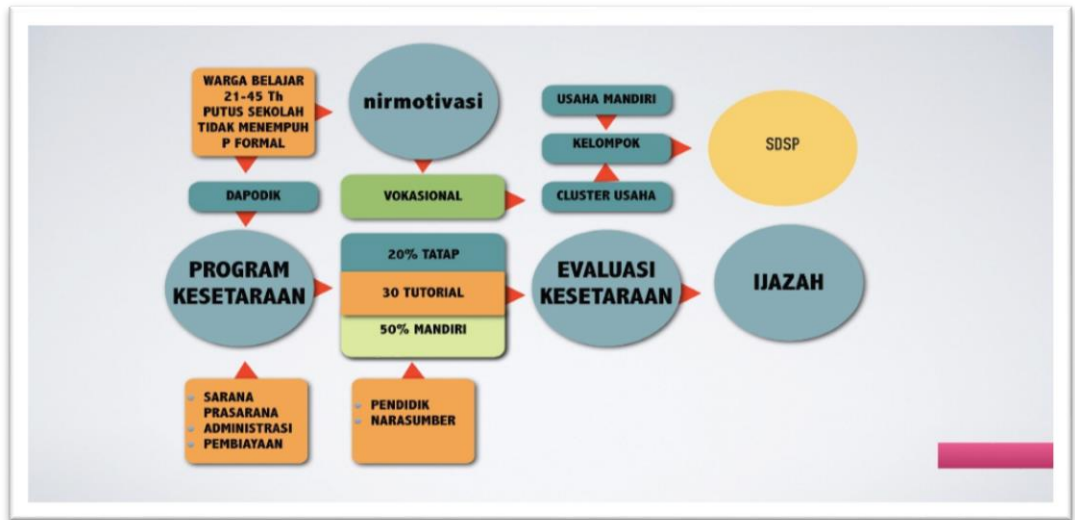 WARGA BELAJAR
21-45 Th
PUTUS SEKOLAH
TIDAK MENEMPUH
P FORMAL
nirmotivasi
USAHA MANDIRI
KELOMPOK
CLUSTER USAHA
SDSP
DAPODIK
VOKASIONAL
PROGRAM
KESETARAAN
20% TATAP
30 TUTORIAL
50% MANDIRI
EVALUASI
KESETARAAN
IJAZAH
SARANA
PRASARANA
ADMINISTRASI
PEMBIAYAAN
PENDIDIK
NARASUMBER